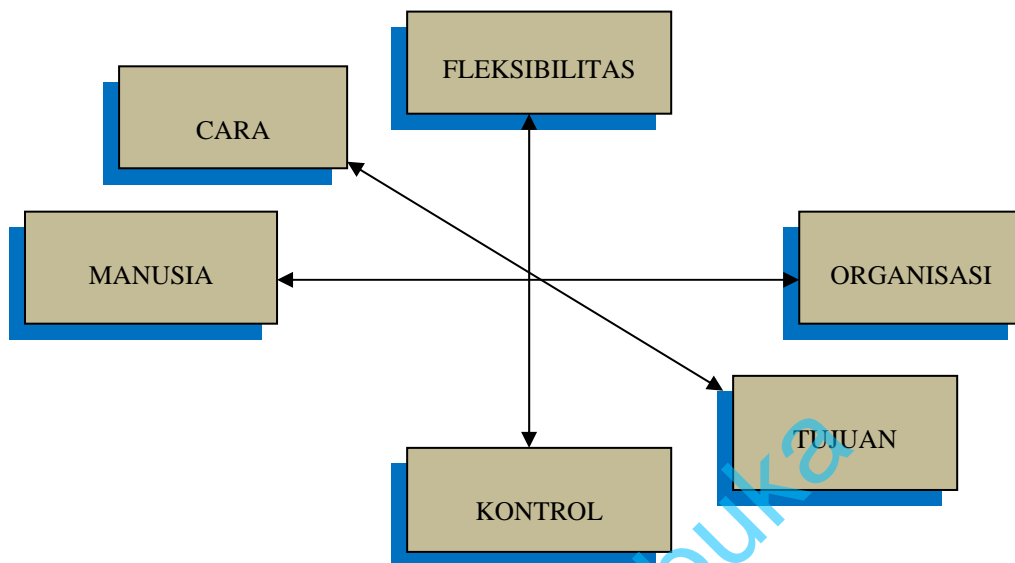 FLEKSIBILITAS
CARA
MANUSIA
ORGANISASI
TUJUAN
KONTROL